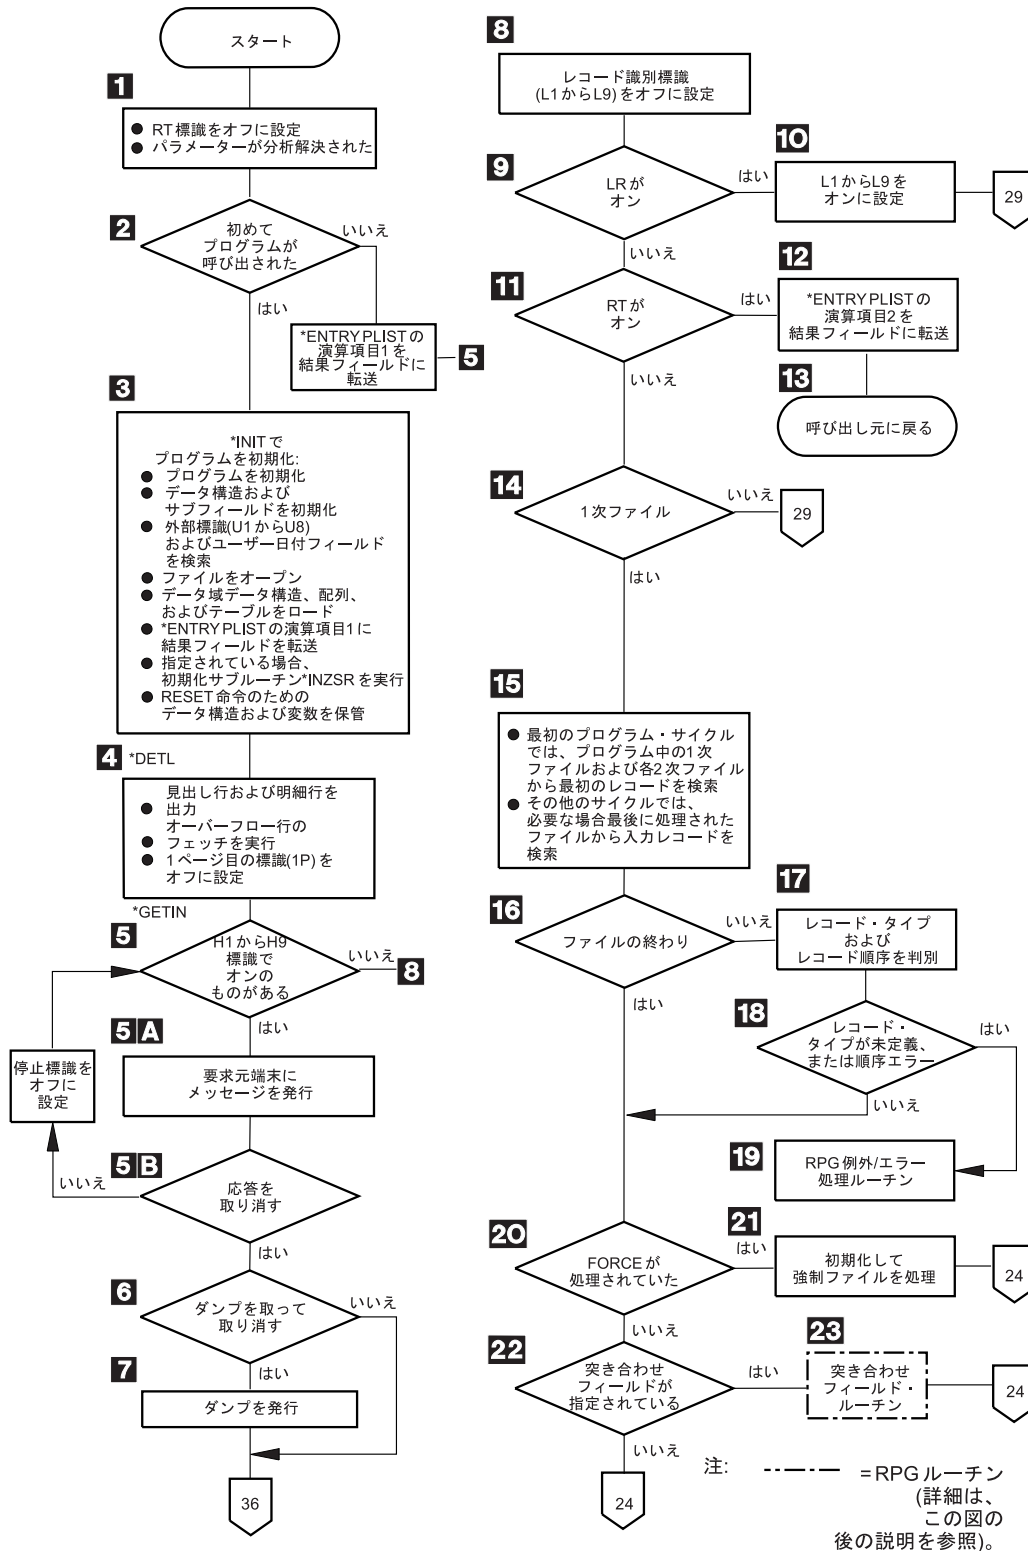 スタート
1
● RT 標識をオフに設定
● パラメーターが分析解決された
2
初めて
プログラムが
呼び出された
いいえ
はい
*ENTRY PLISTの
演算項目1を
結果フィールドに
転送
5
3
*INITで
プログラムを初期化:
● プログラムを初期化
● データ構造および
サブフィールドを初期化
● 外部標識(U1からU8)
およびユーザー日付フィールド
を検索
● ファイルをオープン
● データ域データ構造、配列、
およびテーブルをロード
● *ENTRY PLISTの演算項目1に
結果フィールドを転送
● 指定されている場合、
初期化サブルーチン*INZSRを実行
● RESET命令のための
データ構造および変数を保管
4 *DETL
見出し行および明細行を
● 出力
オーバーフロー行の
● フェッチを実行
● 1ページ目の標識(1P)を
オフに設定
*GETIN
5
H1からH9
標識で
オンの
ものがある
いいえ
8
はい
5 A
要求元端末に
メッセージを発行
停止標識を
オフに
設定
5 B
いいえ
応答を
取り消す
はい
6
ダンプを取って
取り消す
いいえ
はい
7
ダンプを発行
36
8
レコード識別標識
(L1からL9)をオフに設定
9
LRが
オン
はい
10
L1からL9を
オンに設定
29
いいえ
11
RTが
オン
はい
12
*ENTRY PLISTの
演算項目2を
結果フィールドに転送
13
呼び出し元に戻る
いいえ
14
1次ファイル
いいえ
29
はい
15
● 最初のプログラム・サイクル
では、プログラム中の1次
ファイルおよび各2次ファイル
から最初のレコードを検索
● その他のサイクルでは、
必要な場合最後に処理された
ファイルから入力レコードを
検索
16
ファイルの終わり
いいえ
17
レコード・タイプ
および
レコード順序を判別
はい
18
レコード・
タイプが未定義、
または順序エラー
はい
いいえ
19
RPG例外/エラー
処理ルーチン
20
FORCEが
処理されていた
はい
21
初期化して
強制ファイルを処理
24
いいえ
22
突き合わせ
フィールドが
指定されている
はい
23
突き合わせ
フィールド・
ルーチン
24
いいえ
24
注:
=RPGルーチン
(詳細は、
この図の
後の説明を参照)。